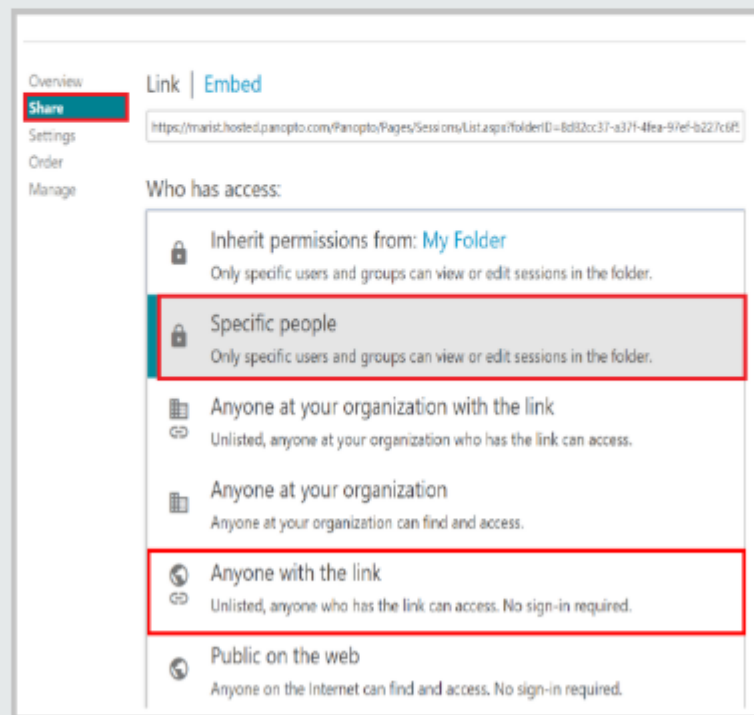 Overview
Share
Settings
Order
Manage
Link | Embed
https://marist.hosted.panopto.com/Panopto/Pages/Sessions/List.aspx?folderID=8d82cc37-a37f-4fea-97ef-b227c6f5
Who has access:
Inherit permissions from: My Folder
Only specific users and groups can view or edit sessions in the folder.
Specific people
Only specific users and groups can view or edit sessions in the folder.
Anyone at your organization with the link
Unlisted, anyone at your organization who has the link can access.
Anyone at your organization
Anyone at your organization can find and access.
Anyone with the link
Unlisted, anyone who has the link can access. No sign-in required.
Public on the web
Anyone on the Internet can find and access. No sign-in required.